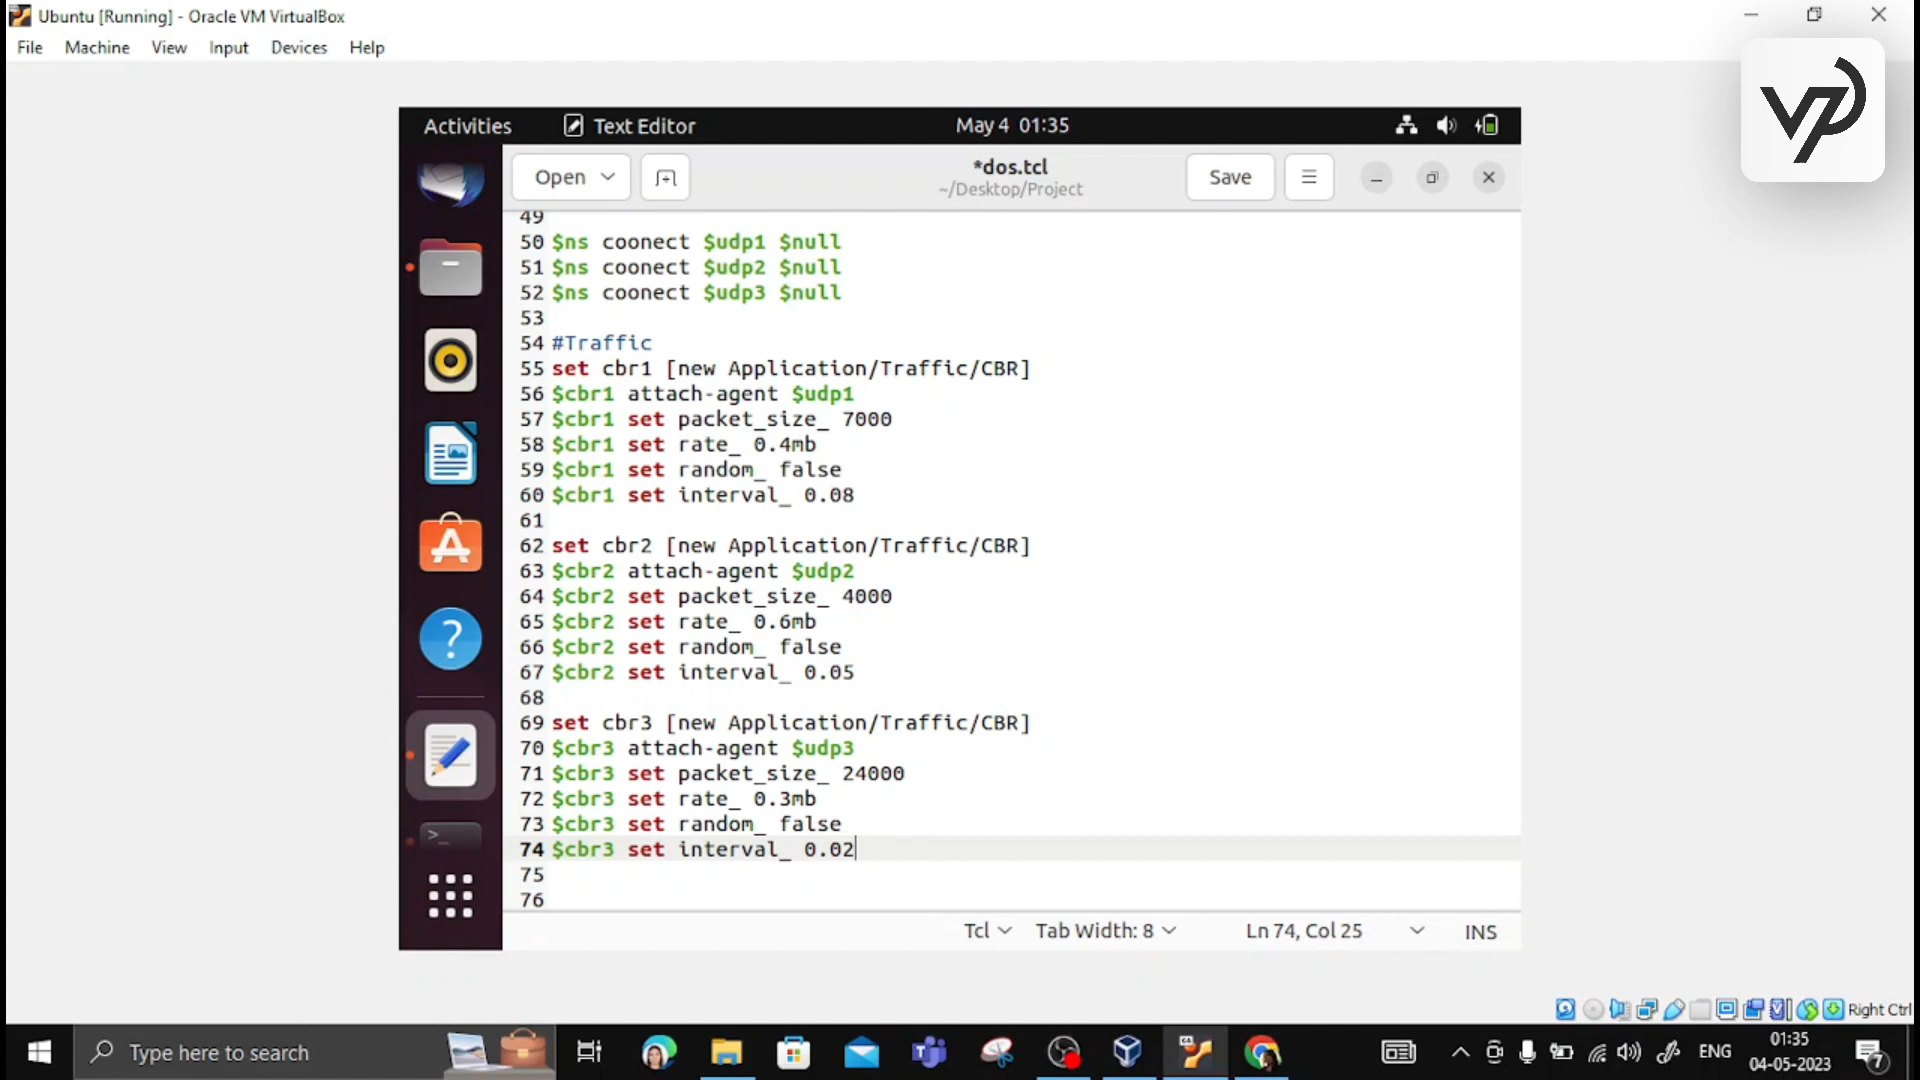 Ubuntu [Running] - Oracle VM VirtualBox
File Machine View Input Devices Help
VP
Activities Text Editor May 4 01:35
Open *dos.tcl Save
~/Desktop/Project
49
50 $ns coonect $udp1 $null
51 $ns coonect $udp2 $null
52 $ns coonect $udp3 $null
53
54 #Traffic
55 set cbr1 [new Application/Traffic/CBR]
56 $cbr1 attach-agent $udp1
57 $cbr1 set packet_size_ 7000
58 $cbr1 set rate_ 0.4mb
59 $cbr1 set random_ false
60 $cbr1 set interval_ 0.08
61
62 set cbr2 [new Application/Traffic/CBR]
63 $cbr2 attach-agent $udp2
64 $cbr2 set packet_size_ 4000
65 $cbr2 set rate_ 0.6mb
66 $cbr2 set random_ false
67 $cbr2 set interval_ 0.05
68
69 set cbr3 [new Application/Traffic/CBR]
70 $cbr3 attach-agent $udp3
71 $cbr3 set packet_size_ 24000
72 $cbr3 set rate_ 0.3mb
73 $cbr3 set random_ false
74 $cbr3 set interval_ 0.02
75
76
Tcl Tab Width: 8 Ln 74, Col 25 INS
Right Ctrl
Type here to search ENG 01:35
04-05-2023 7